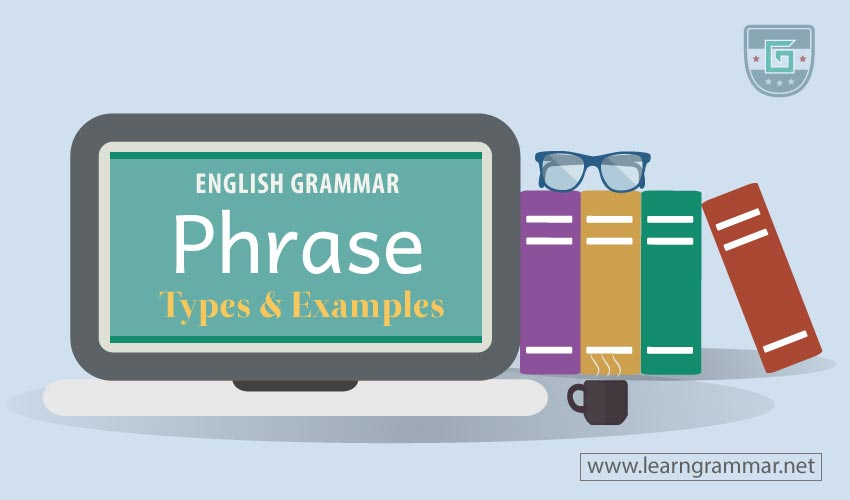 G
ENGLISH GRAMMAR
Phrase
Types & Examples
www.learngrammar.net